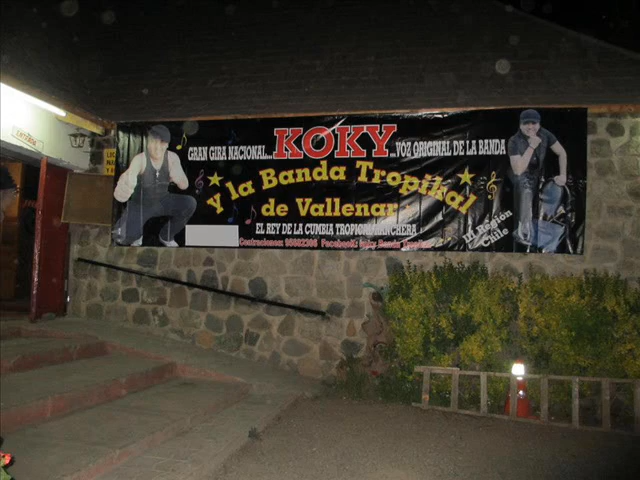 GRAN GIRA NACIONAL... KOKY ...VOZ ORIGINAL DE LA BANDA
Y la Banda Tropikal
de Vallenar
EL REY DE LA CUMBIA TROPICAL RANCHERA
Contrataciones:
III Región
Chile